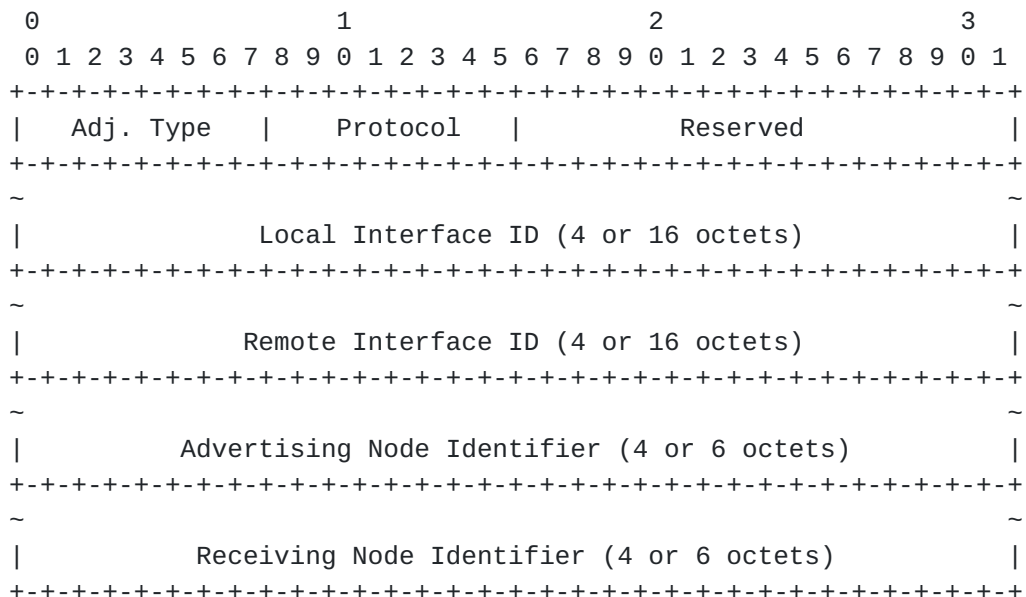 0                   1                   2                   3
 0 1 2 3 4 5 6 7 8 9 0 1 2 3 4 5 6 7 8 9 0 1 2 3 4 5 6 7 8 9 0 1
+-+-+-+-+-+-+-+-+-+-+-+-+-+-+-+-+-+-+-+-+-+-+-+-+-+-+-+-+-+-+-+-+
|   Adj. Type   |    Protocol   |          Reserved             |
+-+-+-+-+-+-+-+-+-+-+-+-+-+-+-+-+-+-+-+-+-+-+-+-+-+-+-+-+-+-+-+-+
~                                                               ~
|               Local Interface ID (4 or 16 octets)             |
+-+-+-+-+-+-+-+-+-+-+-+-+-+-+-+-+-+-+-+-+-+-+-+-+-+-+-+-+-+-+-+-+
~                                                               ~
|              Remote Interface ID (4 or 16 octets)             |
+-+-+-+-+-+-+-+-+-+-+-+-+-+-+-+-+-+-+-+-+-+-+-+-+-+-+-+-+-+-+-+-+
~                                                               ~
|          Advertising Node Identifier (4 or 6 octets)          |
+-+-+-+-+-+-+-+-+-+-+-+-+-+-+-+-+-+-+-+-+-+-+-+-+-+-+-+-+-+-+-+-+
~                                                               ~
|           Receiving Node Identifier (4 or 6 octets)           |
+-+-+-+-+-+-+-+-+-+-+-+-+-+-+-+-+-+-+-+-+-+-+-+-+-+-+-+-+-+-+-+-+